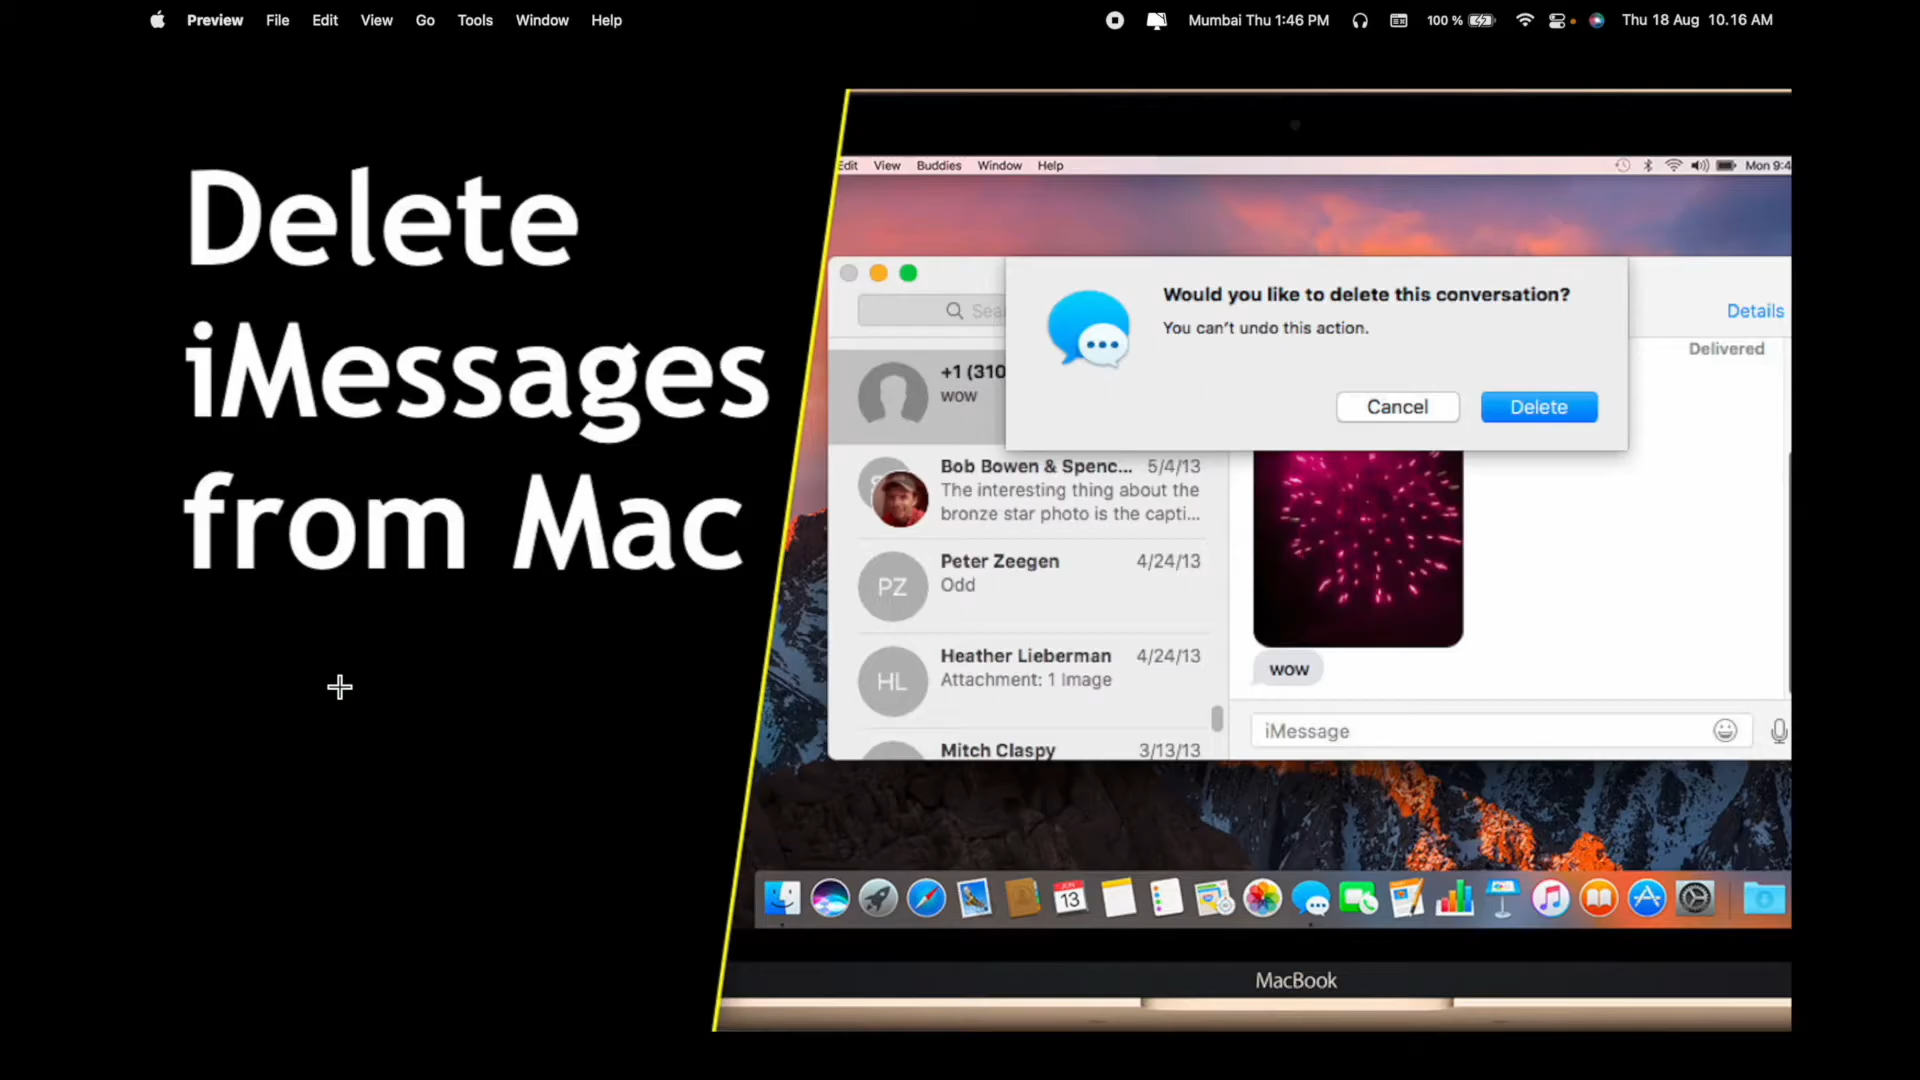 Preview File Edit View Go Tools Window Help
Mumbai Thu 1:46 PM 100 % Thu 18 Aug 10.16 AM
Delete
iMessages
from Mac
Edit View Buddies Window Help Mon 9:4
Would you like to delete this conversation?
You can't undo this action.
Cancel Delete
Details
Delivered
+1 (310
wow
Bob Bowen & Spenc... 5/4/13
The interesting thing about the
bronze star photo is the capti...
PZ Peter Zeegen 4/24/13
Odd
HL Heather Lieberman 4/24/13
Attachment: 1 Image
Mitch Claspy 3/13/13
wow
iMessage
JUN
13
MacBook